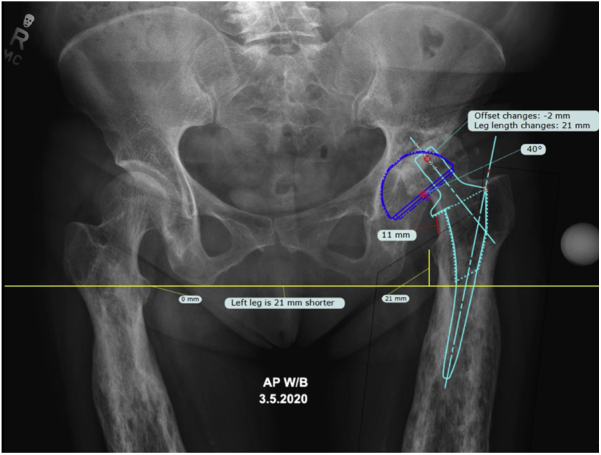 R
MC
Offset changes: -2 mm
Leg length changes: 21 mm
40°
11 mm
0 mm
Left leg is 21 mm shorter
21 mm
AP W/B
3.5.2020